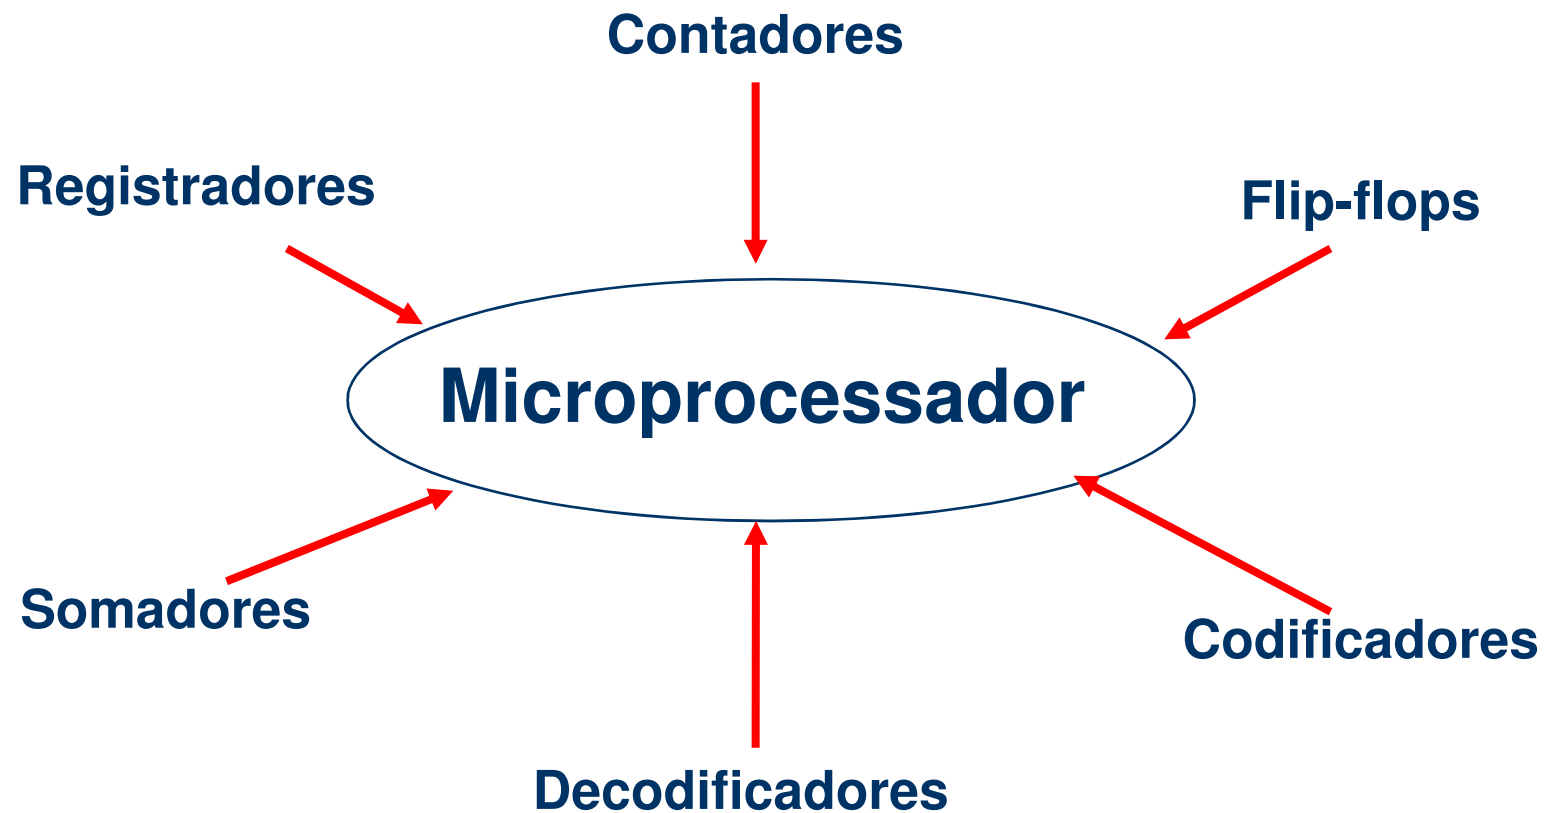 Contadores
Registradores
Flip-flops
Microprocessador
Somadores
Codificadores
Decodificadores